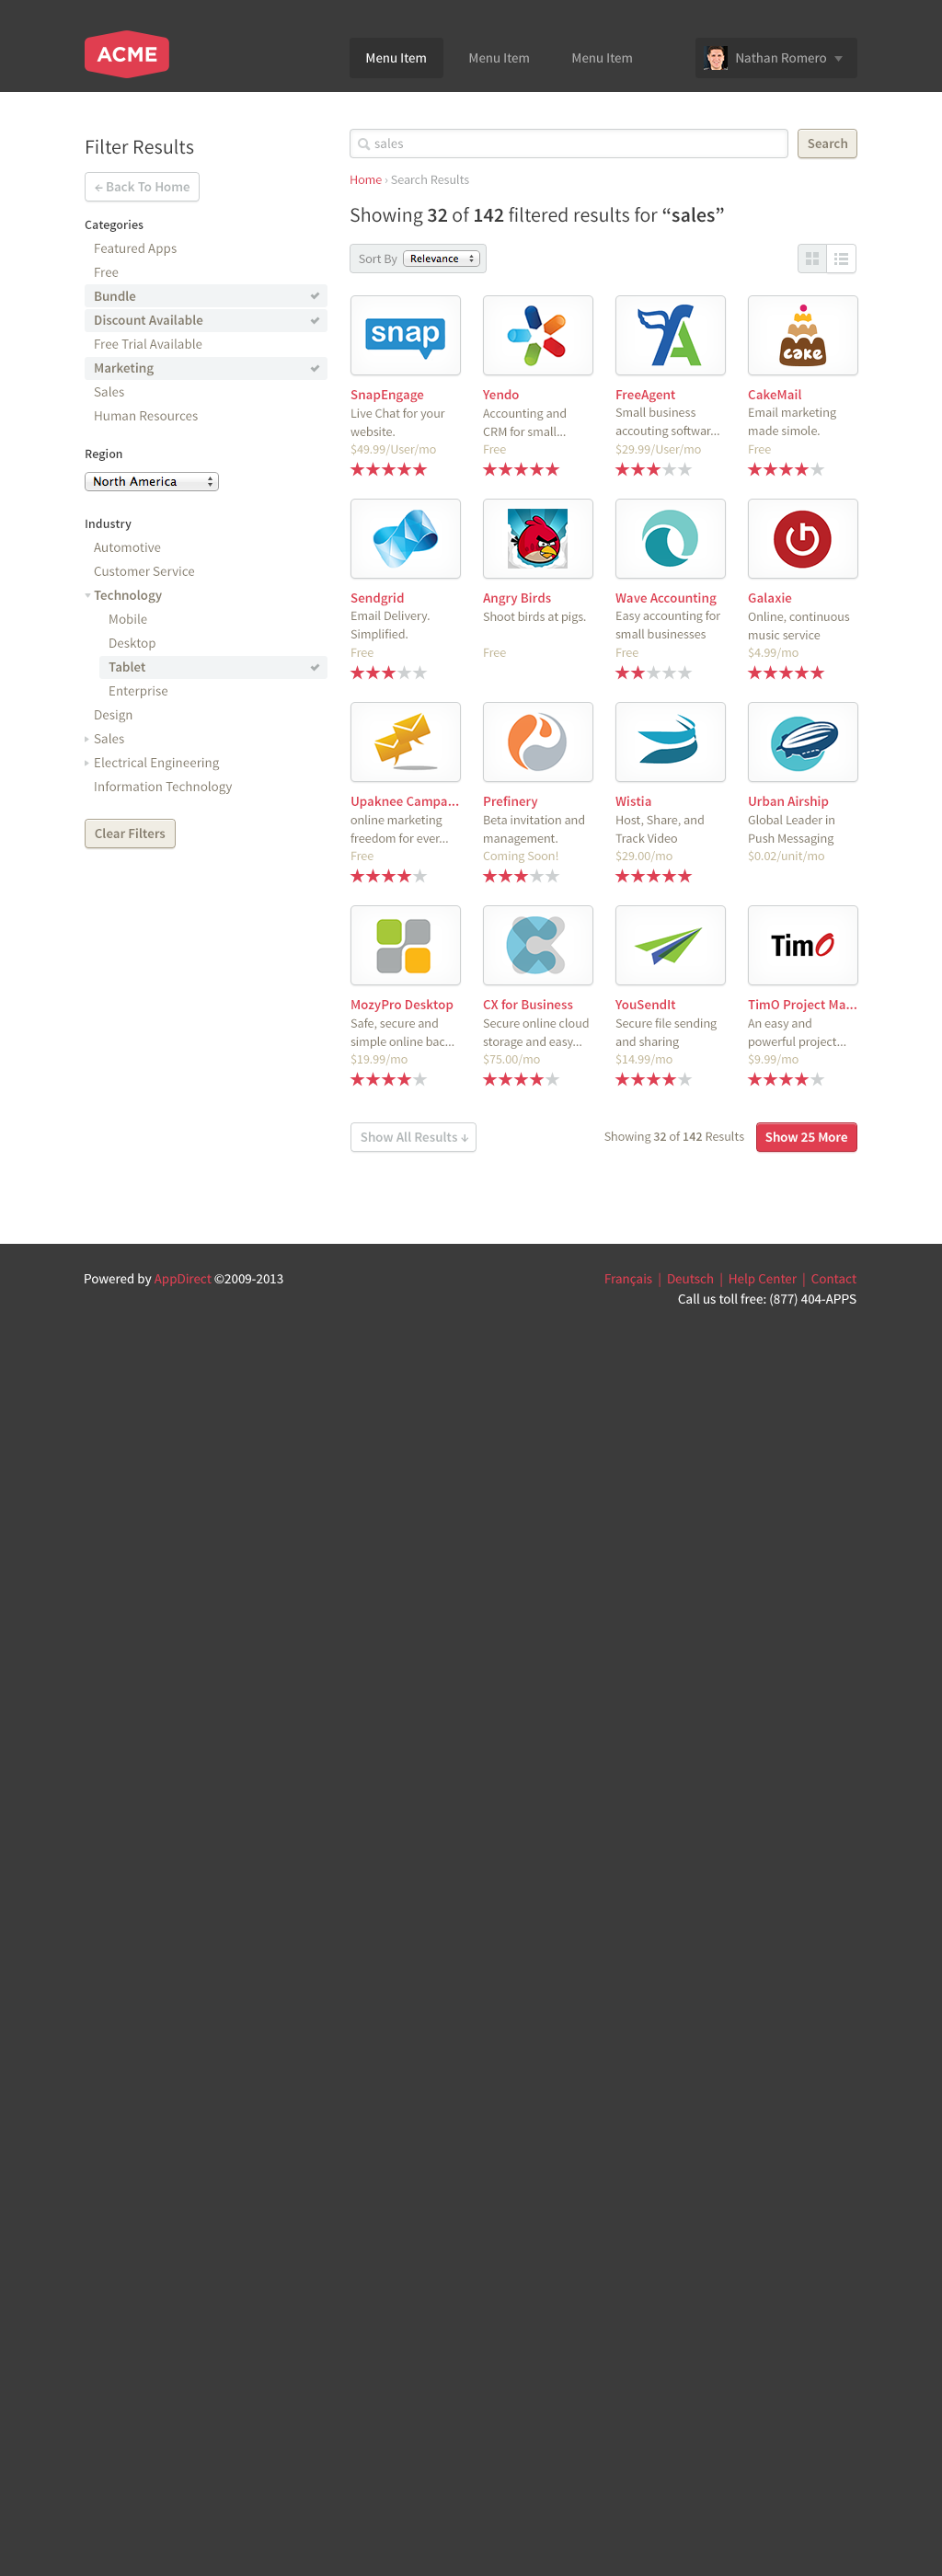 ACME
Menu Item
Menu Item
Menu Item
Nathan Romero
Filter Results
← Back To Home
Categories
Featured Apps
Free
Bundle
Discount Available
Free Trial Available
Marketing
Sales
Human Resources
Region
North America
Industry
Automotive
Customer Service
Technology
Mobile
Desktop
Tablet
Enterprise
Design
Sales
Electrical Engineering
Information Technology
Clear Filters
sales
Search
Home › Search Results
Showing 32 of 142 filtered results for “sales”
Sort By Relevance
snap
SnapEngage
Live Chat for your
website.
$49.99/User/mo
Yendo
Accounting and
CRM for small...
Free
FreeAgent
Small business
accouting softwar...
$29.99/User/mo
cake
CakeMail
Email marketing
made simole.
Free
Sendgrid
Email Delivery.
Simplified.
Free
Angry Birds
Shoot birds at pigs.
Free
Wave Accounting
Easy accounting for
small businesses
Free
Galaxie
Online, continuous
music service
$4.99/mo
Upaknee Campa...
online marketing
freedom for ever...
Free
Prefinery
Beta invitation and
management.
Coming Soon!
Wistia
Host, Share, and
Track Video
$29.00/mo
Urban Airship
Global Leader in
Push Messaging
$0.02/unit/mo
MozyPro Desktop
Safe, secure and
simple online bac...
$19.99/mo
CX for Business
Secure online cloud
storage and easy...
$75.00/mo
YouSendIt
Secure file sending
and sharing
$14.99/mo
TimO
TimO Project Ma...
An easy and
powerful project...
$9.99/mo
Show All Results ↓
Showing 32 of 142 Results
Show 25 More
Powered by AppDirect ©2009-2013
Français | Deutsch | Help Center | Contact
Call us toll free: (877) 404-APPS